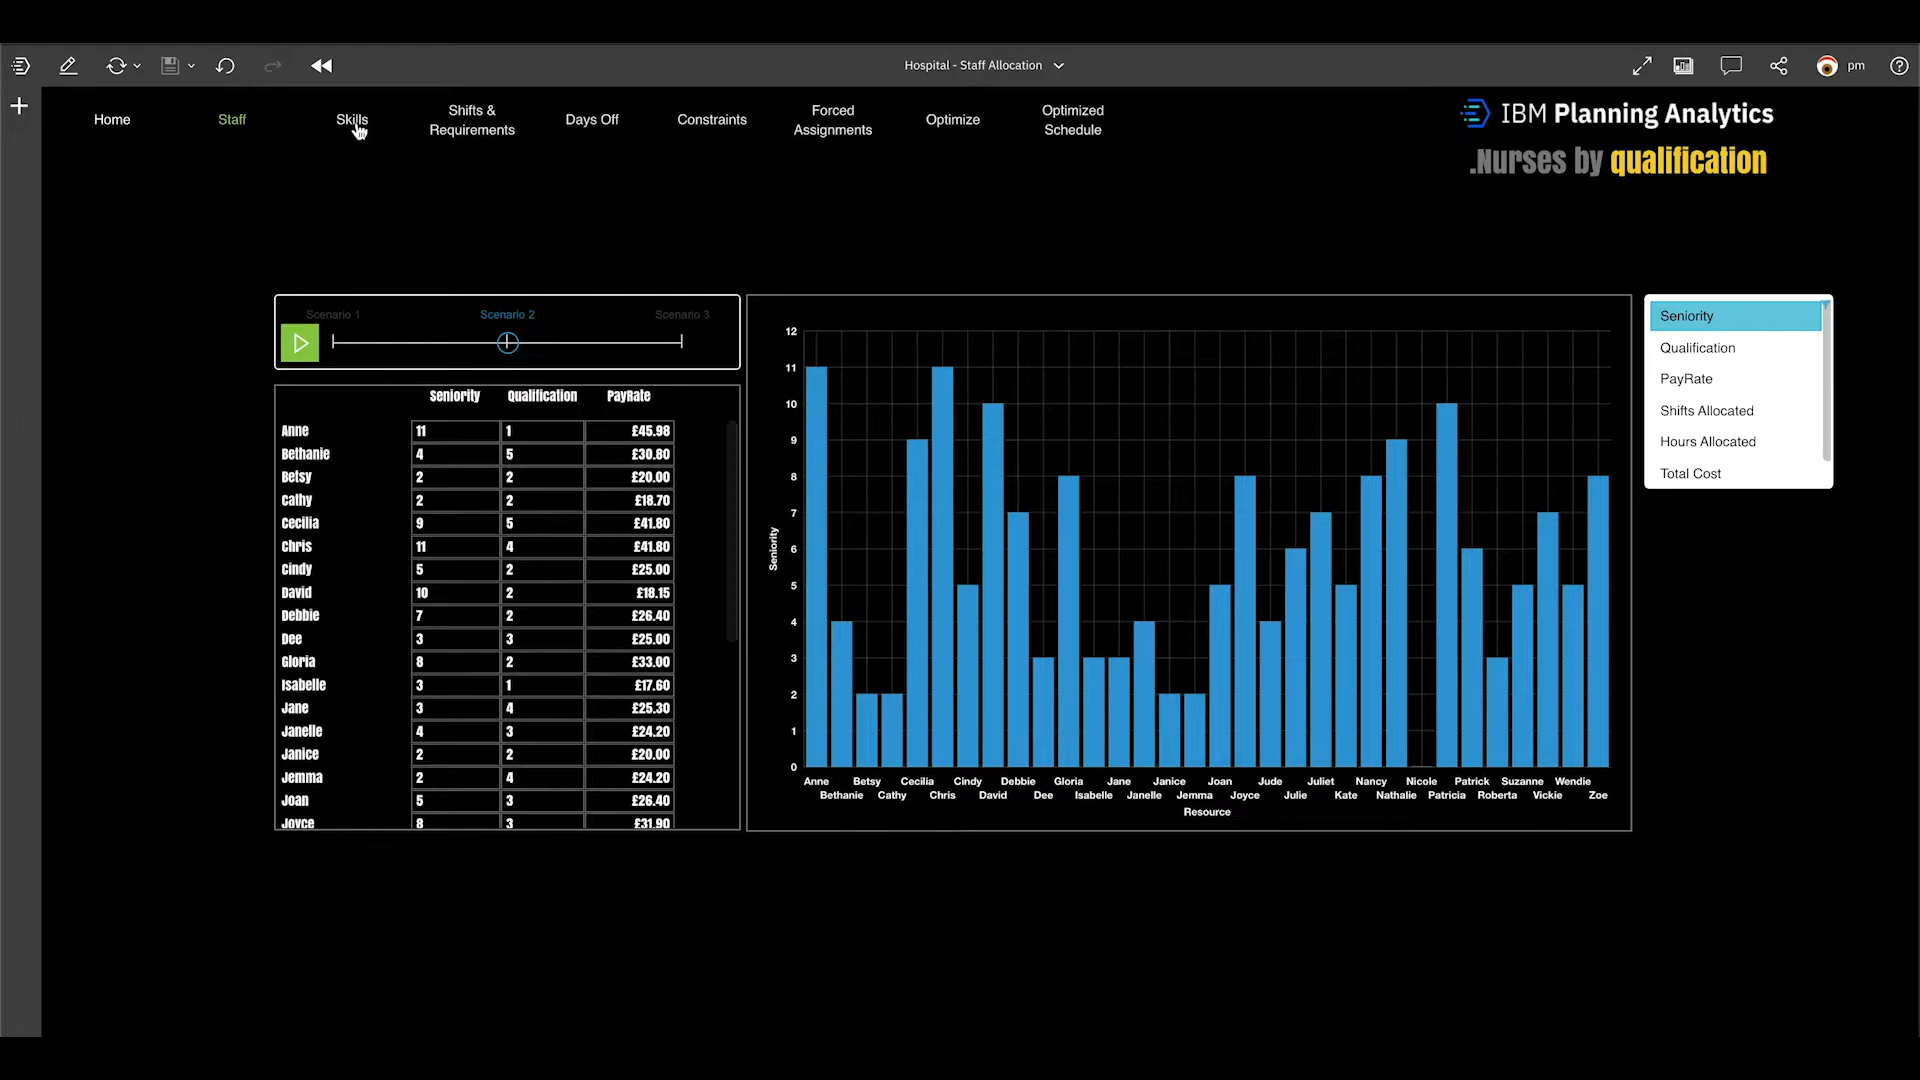 Hospital - Staff Allocation
pm
Home
Staff
Skills
Shifts &
Requirements
Days Off
Constraints
Forced
Assignments
Optimize
Optimized
Schedule
IBM Planning Analytics
.Nurses by qualification
Scenario 1
Scenario 2
Scenario 3
Seniority Qualification PayRate
Anne 11 1 £45.98
Bethanie 4 5 £30.80
Betsy 2 2 £20.00
Cathy 2 2 £18.70
Cecilia 9 5 £41.80
Chris 11 4 £41.80
Cindy 5 2 £25.00
David 10 2 £18.15
Debbie 7 2 £26.40
Dee 3 3 £25.00
Gloria 8 2 £33.00
Isabelle 3 1 £17.60
Jane 3 4 £25.30
Janelle 4 3 £24.20
Janice 2 2 £20.00
Jemma 2 4 £24.20
Joan 5 3 £26.40
Joyce 8 3 £31.90
12
11
10
9
8
7
6
5
4
3
2
1
0
Seniority
Anne Betsy Cecilia Cindy Debbie Gloria Jane Janice Joan Jude Juliet Nancy Nicole Patrick Suzanne Wendie
Bethanie Cathy Chris David Dee Isabelle Janelle Jemma Joyce Julie Kate Nathalie Patricia Roberta Vickie Zoe
Resource
Seniority
Qualification
PayRate
Shifts Allocated
Hours Allocated
Total Cost